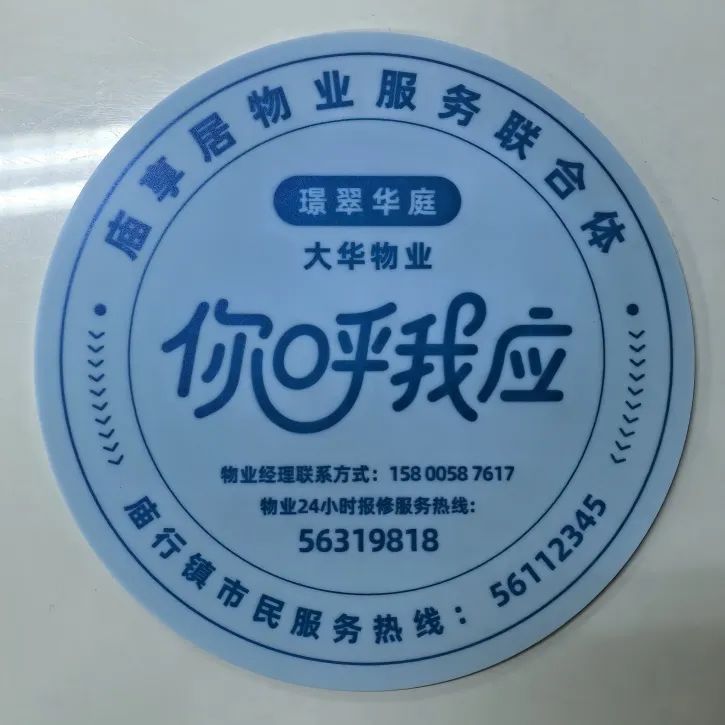 庙享居物业服务联合体
璟翠华庭
大华物业
你呼我应
物业经理联系方式：158 0058 7617
物业24小时报修服务热线：
56319818
庙行镇市民服务热线：56112345